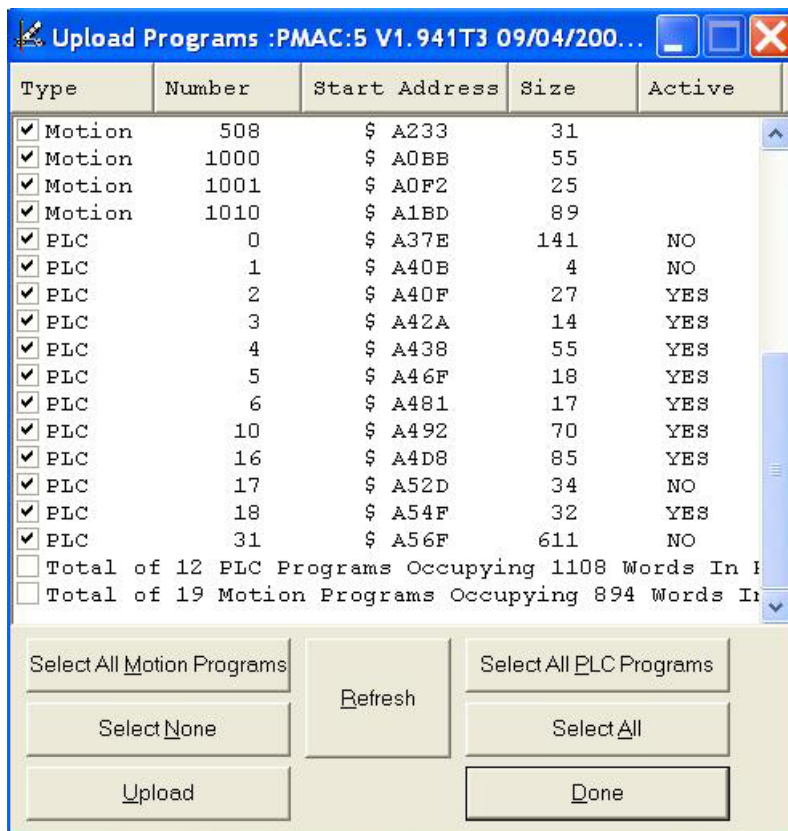 Upload Programs :PMAC:5 V1.941T3 09/04/200...
Type Number Start Address Size Active
Motion 508 $ A233 31
Motion 1000 $ A0BB 55
Motion 1001 $ A0F2 25
Motion 1010 $ A1BD 89
PLC 0 $ A37E 141 NO
PLC 1 $ A40B 4 NO
PLC 2 $ A40F 27 YES
PLC 3 $ A42A 14 YES
PLC 4 $ A438 55 YES
PLC 5 $ A46F 18 YES
PLC 6 $ A481 17 YES
PLC 10 $ A492 70 YES
PLC 16 $ A4D8 85 YES
PLC 17 $ A52D 34 NO
PLC 18 $ A54F 32 YES
PLC 31 $ A56F 611 NO
Total of 12 PLC Programs Occupying 1108 Words In
Total of 19 Motion Programs Occupying 894 Words In
Select All Motion Programs Refresh Select All PLC Programs
Select None Select All
Upload Done